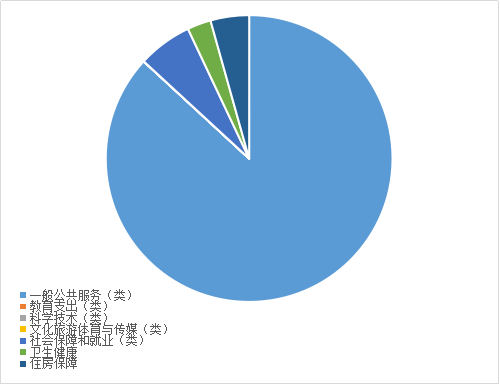 一般公共服务（类）
教育支出（类）
科学技术（类）
文化旅游体育与传媒（类）
社会保障和就业（类）
卫生健康
住房保障